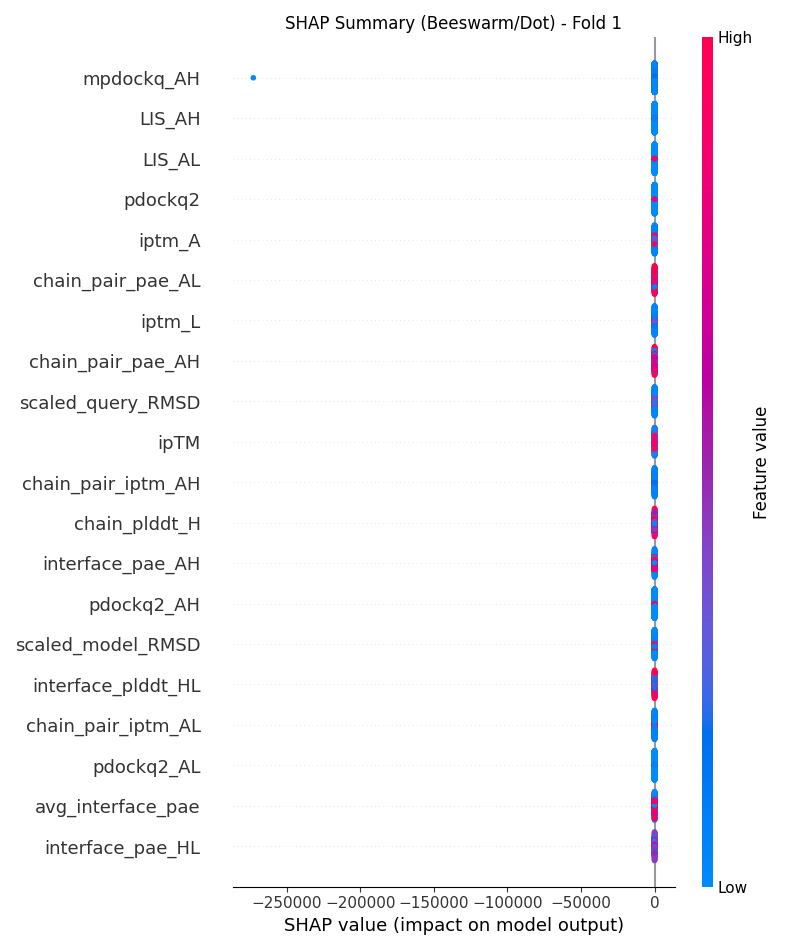 SHAP Summary (Beeswarm/Dot) - Fold 1
High
mpdockq_AH
LIS_AH
LIS_AL
pdockq2
iptm_A
chain_pair_pae_AL
iptm_L
chain_pair_pae_AH
scaled_query_RMSD
ipTM
chain_pair_iptm_AH
chain_plddt_H
interface_pae_AH
pdockq2_AH
scaled_model_RMSD
interface_plddt_HL
chain_pair_iptm_AL
pdockq2_AL
avg_interface_pae
interface_pae_HL
Feature value
Low
−250000 −200000 −150000 −100000 −50000 0
SHAP value (impact on model output)